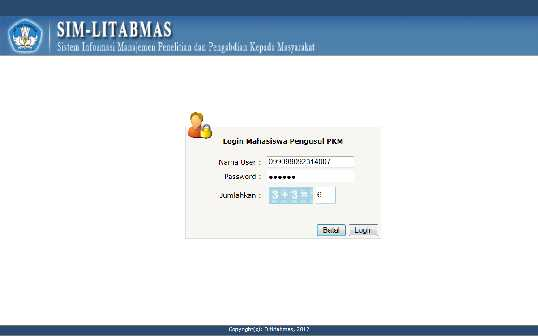 SIM-LITABMAS
Sistem Informasi Manajemen Penelitian dan Pengabdian Kepada Masyarakat
Login Mahasiswa Pengusul PKM
Nama User :
Password : ••••••
Jumlahkan : 3 + 3 = 6
Batal Login
Copyright(c): Ditlitabmas, 2012